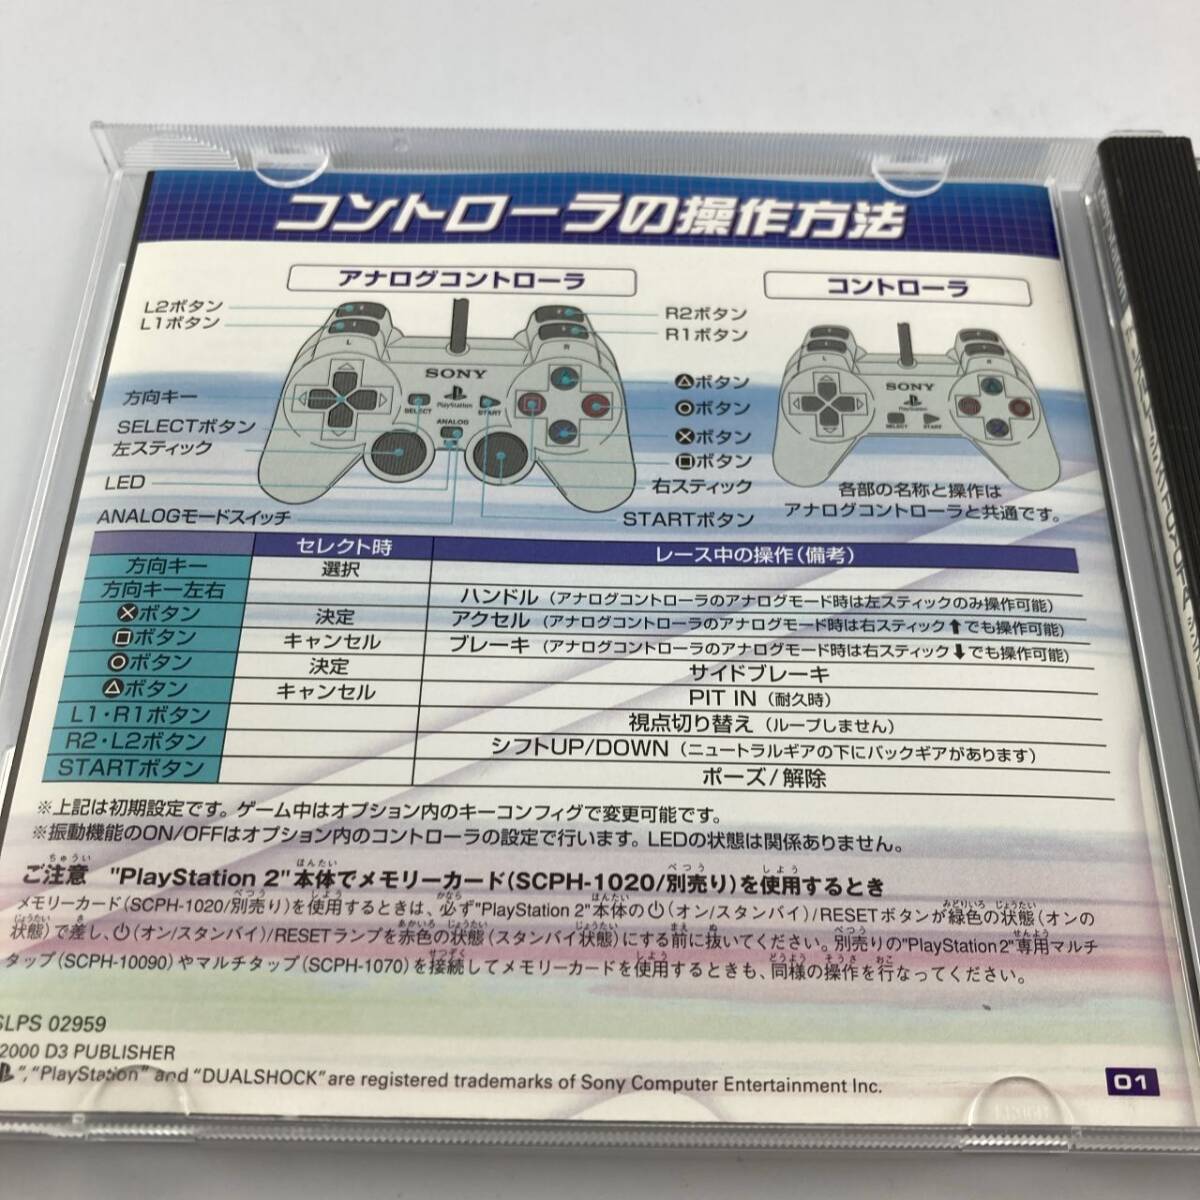 コントローラの操作方法
アナログコントローラ
コントローラ
L2ボタン
L1ボタン
方向キー
SELECTボタン
左スティック
LED
ANALOGモードスイッチ
R2ボタン
R1ボタン
△ボタン
○ボタン
×ボタン
□ボタン
右スティック
STARTボタン
L
R
SONY
PlayStation
SELECT
START
ANALOG
SONY
PlayStation
SELECT
START
各部の名称と操作は
アナログコントローラと共通です。
セレクト時 レース中の操作(備考)
方向キー 選択
方向キー左右 ハンドル(アナログコントローラのアナログモード時は左スティックのみ操作可能)
×ボタン 決定 アクセル(アナログコントローラのアナログモード時は右スティック↑でも操作可能)
□ボタン キャンセル ブレーキ(アナログコントローラのアナログモード時は右スティック↓でも操作可能)
○ボタン 決定 サイドブレーキ
△ボタン キャンセル PIT IN(耐久時)
L1・R1ボタン 視点切り替え(ループしません)
R2・L2ボタン シフトUP/DOWN(ニュートラルギアの下にバックギアがあります)
STARTボタン ポーズ/解除
※上記は初期設定です。ゲーム中はオプション内のキーコンフィグで変更可能です。
※振動機能のON/OFFはオプション内のコントローラの設定で行います。LEDの状態は関係ありません。
ご注意 "PlayStation 2"本体でメモリーカード(SCPH-1020/別売り)を使用するとき
メモリーカード(SCPH-1020/別売り)を使用するときは、必ず"PlayStation 2"本体の⏻(オン/スタンバイ)/RESETボタンが緑色の状態(オンの
状態)で差し、⏻(オン/スタンバイ)/RESETランプを赤色の状態(スタンバイ状態)にする前に抜いてください。別売りの"PlayStation 2"専用マルチ
タップ(SCPH-10090)やマルチタップ(SCPH-1070)を接続してメモリーカードを使用するときも、同様の操作を行なってください。
SLPS 02959
2000 D3 PUBLISHER
", "PlayStation" and "DUALSHOCK" are registered trademarks of Sony Computer Entertainment Inc.
01